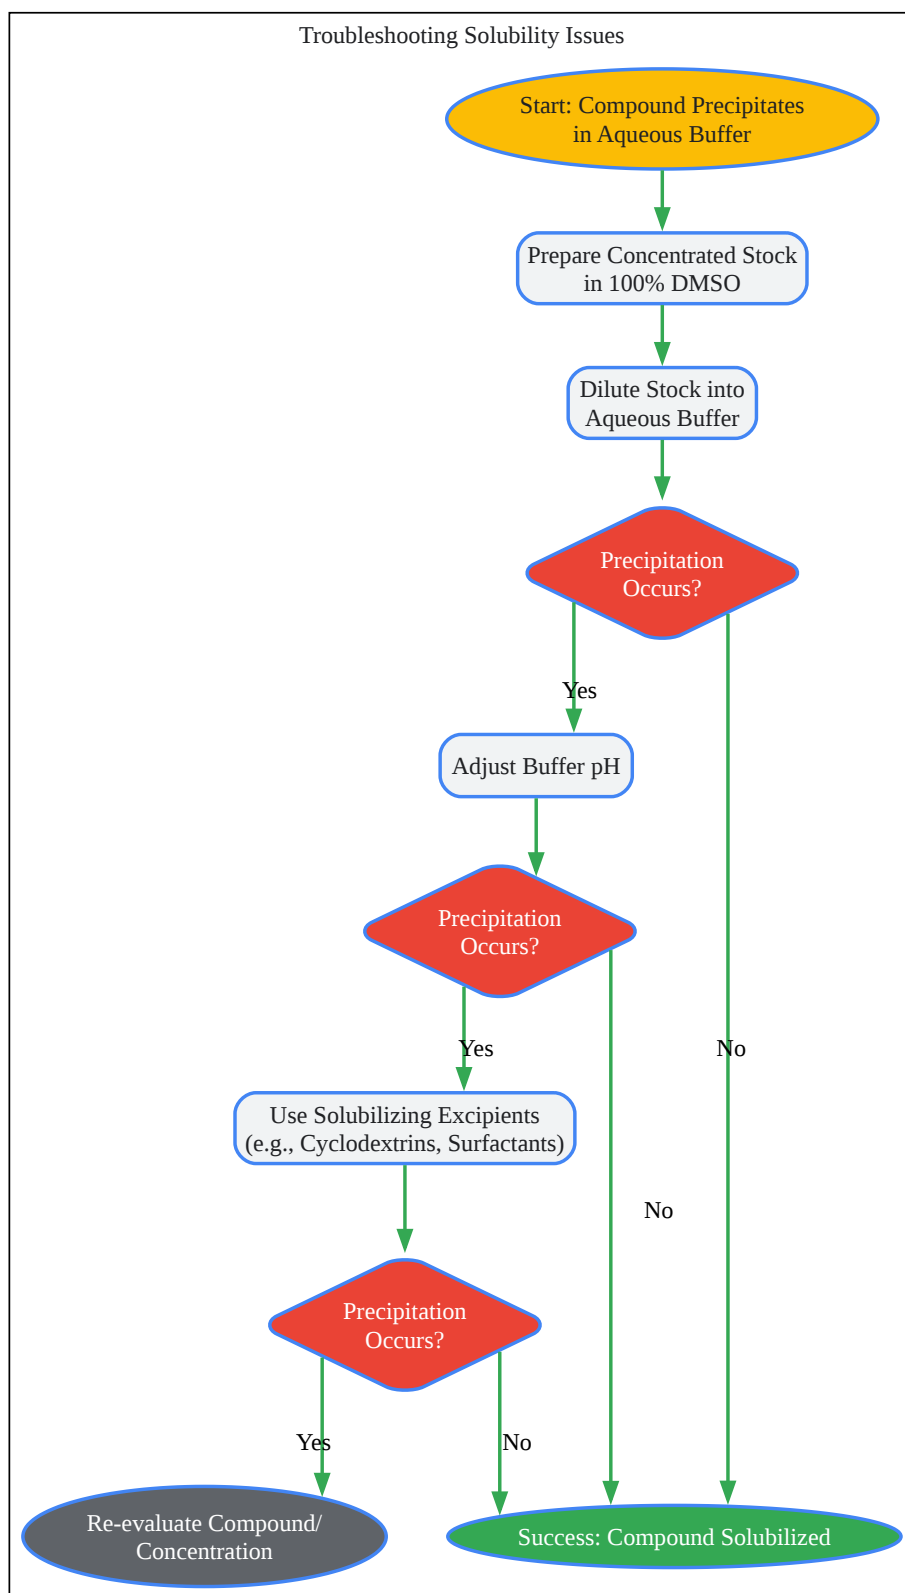 Troubleshooting Solubility Issues
Start: Compound Precipitates
in Aqueous Buffer
Prepare Concentrated Stock
in 100% DMSO
Dilute Stock into
Aqueous Buffer
Precipitation
Occurs?
Yes
Adjust Buffer pH
Precipitation
Occurs?
Yes
No
Use Solubilizing Excipients
(e.g., Cyclodextrins, Surfactants)
No
Precipitation
Occurs?
Yes
No
Re-evaluate Compound/
Concentration
Success: Compound Solubilized